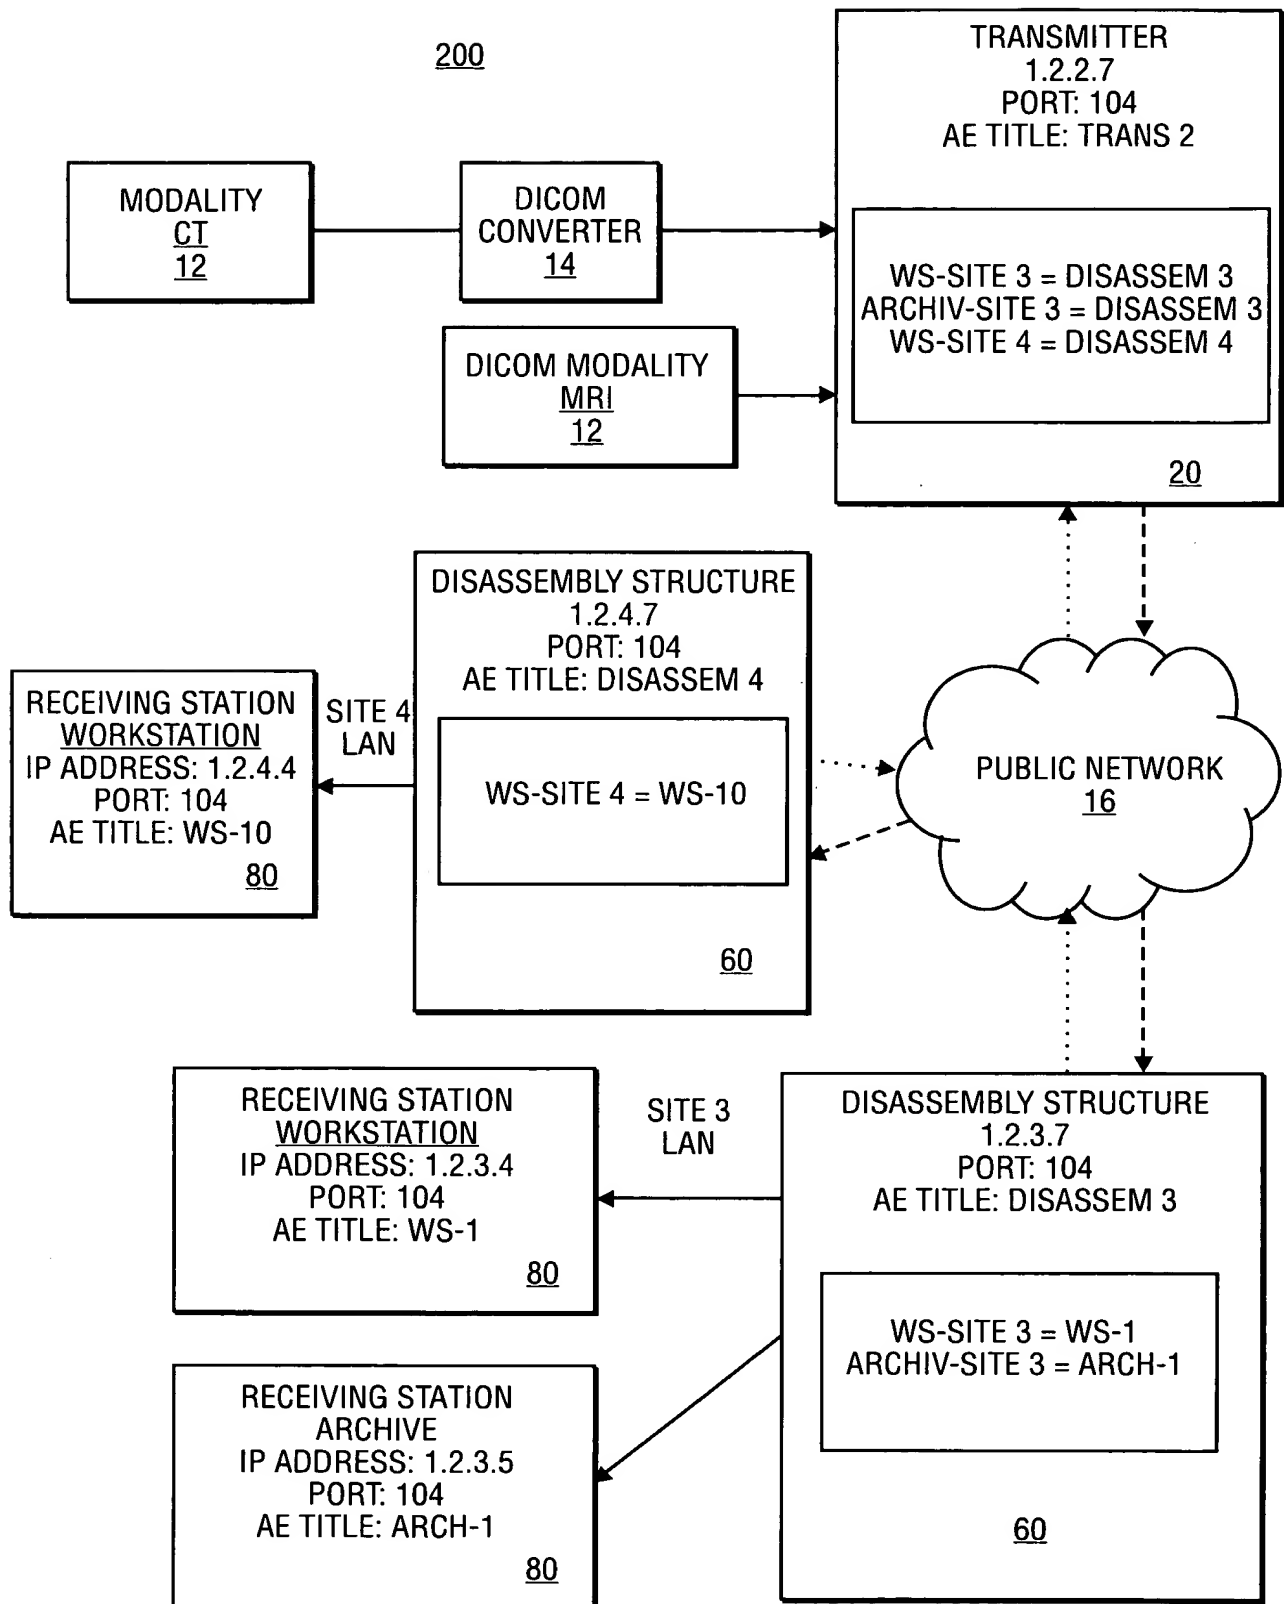 200
TRANSMITTER
1.2.2.7
PORT: 104
AE TITLE: TRANS 2
WS-SITE 3 = DISASSEM 3
ARCHIV-SITE 3 = DISASSEM 3
WS-SITE 4 = DISASSEM 4
20
MODALITY
CT
12
DICOM
CONVERTER
14
DICOM MODALITY
MRI
12
DISASSEMBLY STRUCTURE
1.2.4.7
PORT: 104
AE TITLE: DISASSEM 4
WS-SITE 4 = WS-10
60
SITE 4
LAN
RECEIVING STATION
WORKSTATION
IP ADDRESS: 1.2.4.4
PORT: 104
AE TITLE: WS-10
80
PUBLIC NETWORK
16
RECEIVING STATION
WORKSTATION
IP ADDRESS: 1.2.3.4
PORT: 104
AE TITLE: WS-1
80
SITE 3
LAN
DISASSEMBLY STRUCTURE
1.2.3.7
PORT: 104
AE TITLE: DISASSEM 3
WS-SITE 3 = WS-1
ARCHIV-SITE 3 = ARCH-1
60
RECEIVING STATION
ARCHIVE
IP ADDRESS: 1.2.3.5
PORT: 104
AE TITLE: ARCH-1
80